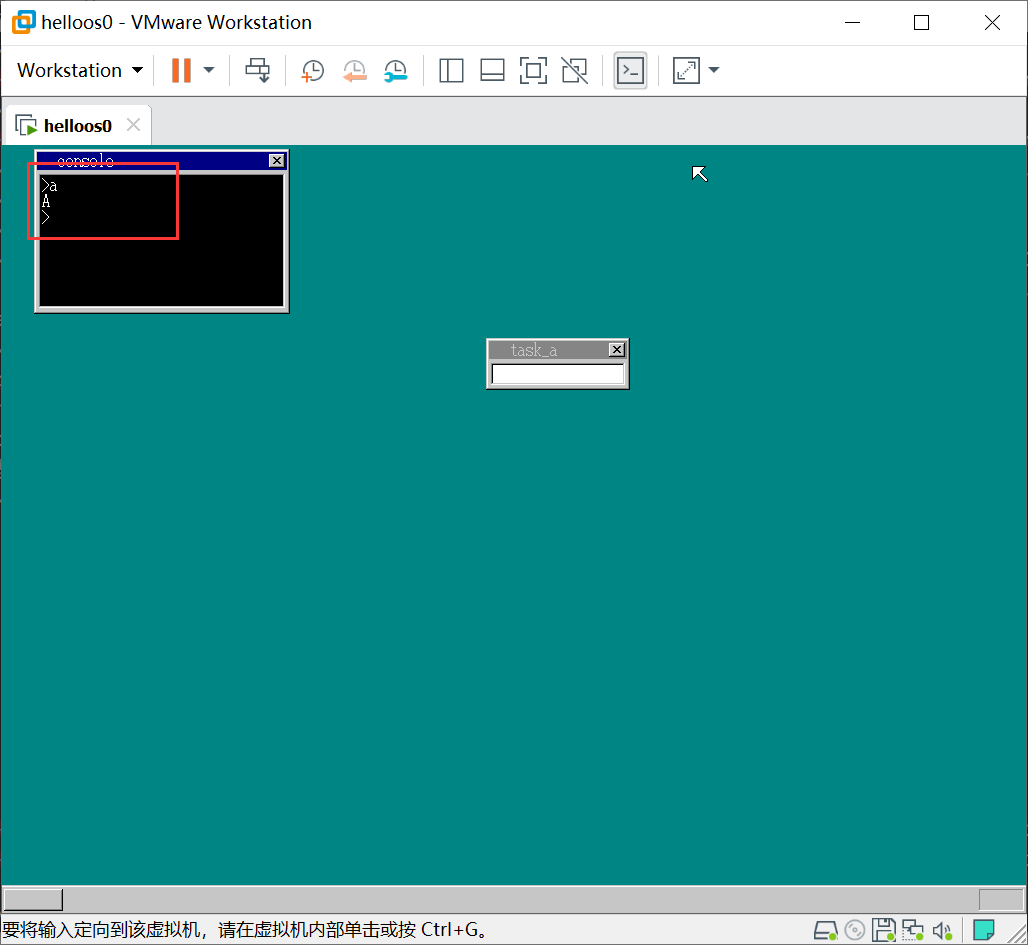 helloos0 - VMware Workstation
Workstation
helloos0
console
>a
A
>
task_a
要将输入定向到该虚拟机，请在虚拟机内部单击或按 Ctrl+G。